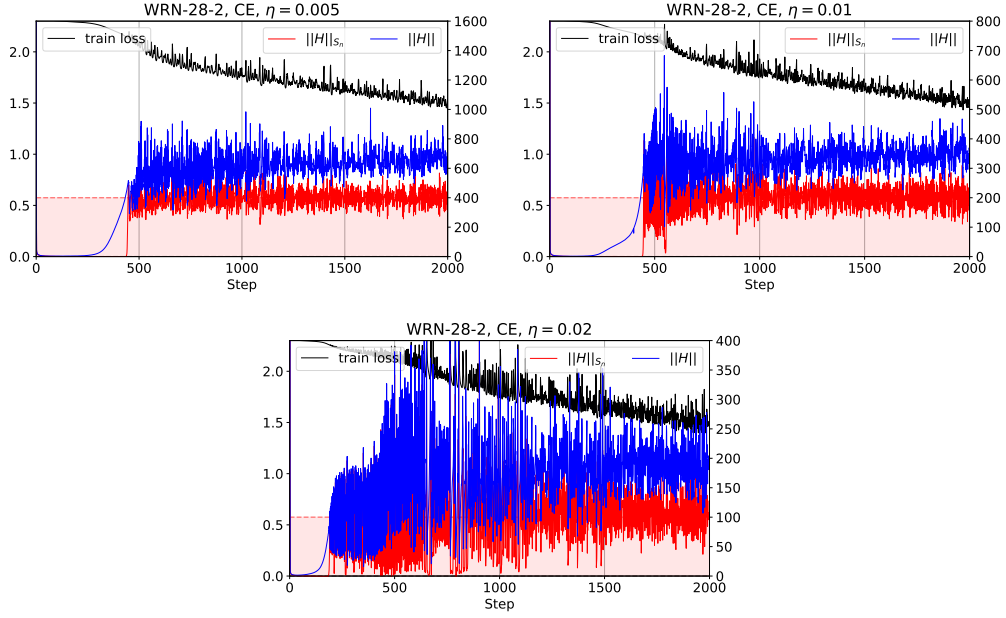 WRN-28-2, CE, η = 0.005
train loss
||H||_{S_n}
||H||
2.0
1.5
1.0
0.5
0.0
1600
1400
1200
1000
800
600
400
200
0
0 500 1000 1500 2000
Step
WRN-28-2, CE, η = 0.01
train loss
||H||_{S_n}
||H||
2.0
1.5
1.0
0.5
0.0
800
700
600
500
400
300
200
100
0
0 500 1000 1500 2000
Step
WRN-28-2, CE, η = 0.02
train loss
||H||_{S_n}
||H||
2.0
1.5
1.0
0.5
0.0
400
350
300
250
200
150
100
50
0
0 500 1000 1500 2000
Step